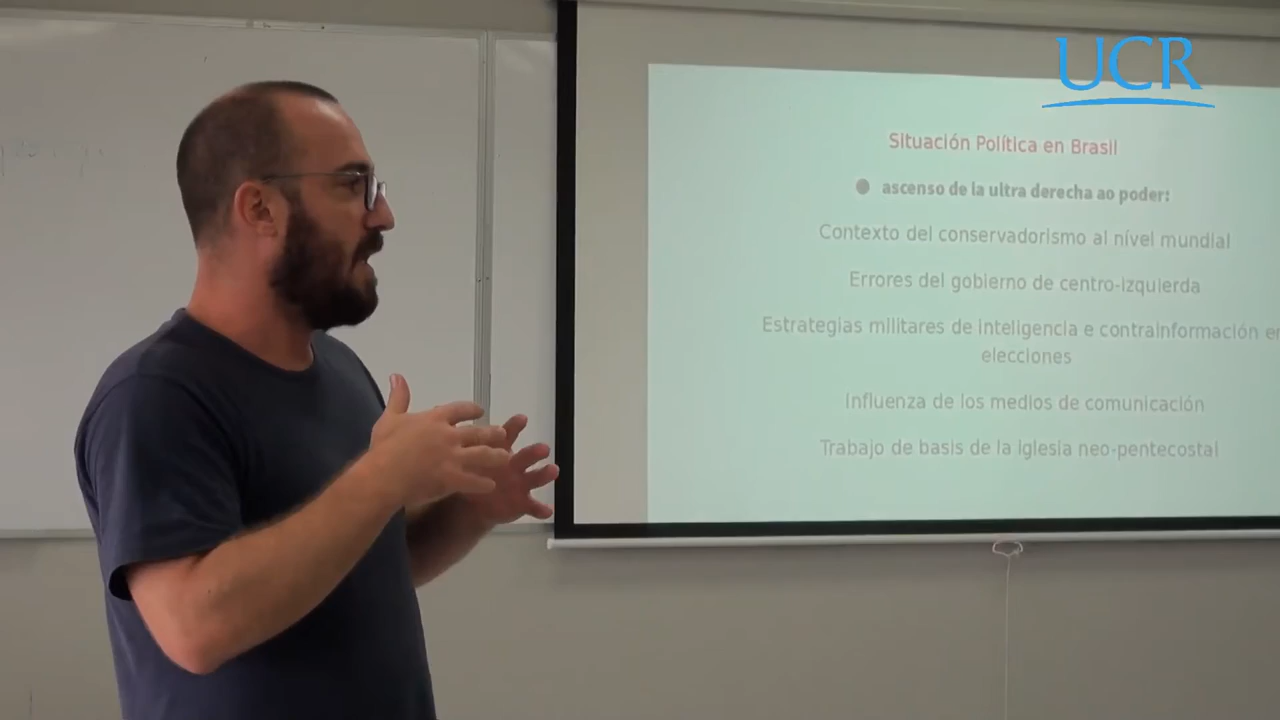 UCR
Situación Política en Brasil
● ascenso de la ultra derecha ao poder:
Contexto del conservadorismo al nível mundial
Errores del gobierno de centro-izquierda
Estrategias militares de inteligencia e contrainformación en
elecciones
Influenza de los medios de comunicación
Trabajo de basis de la iglesia neo-pentecostal